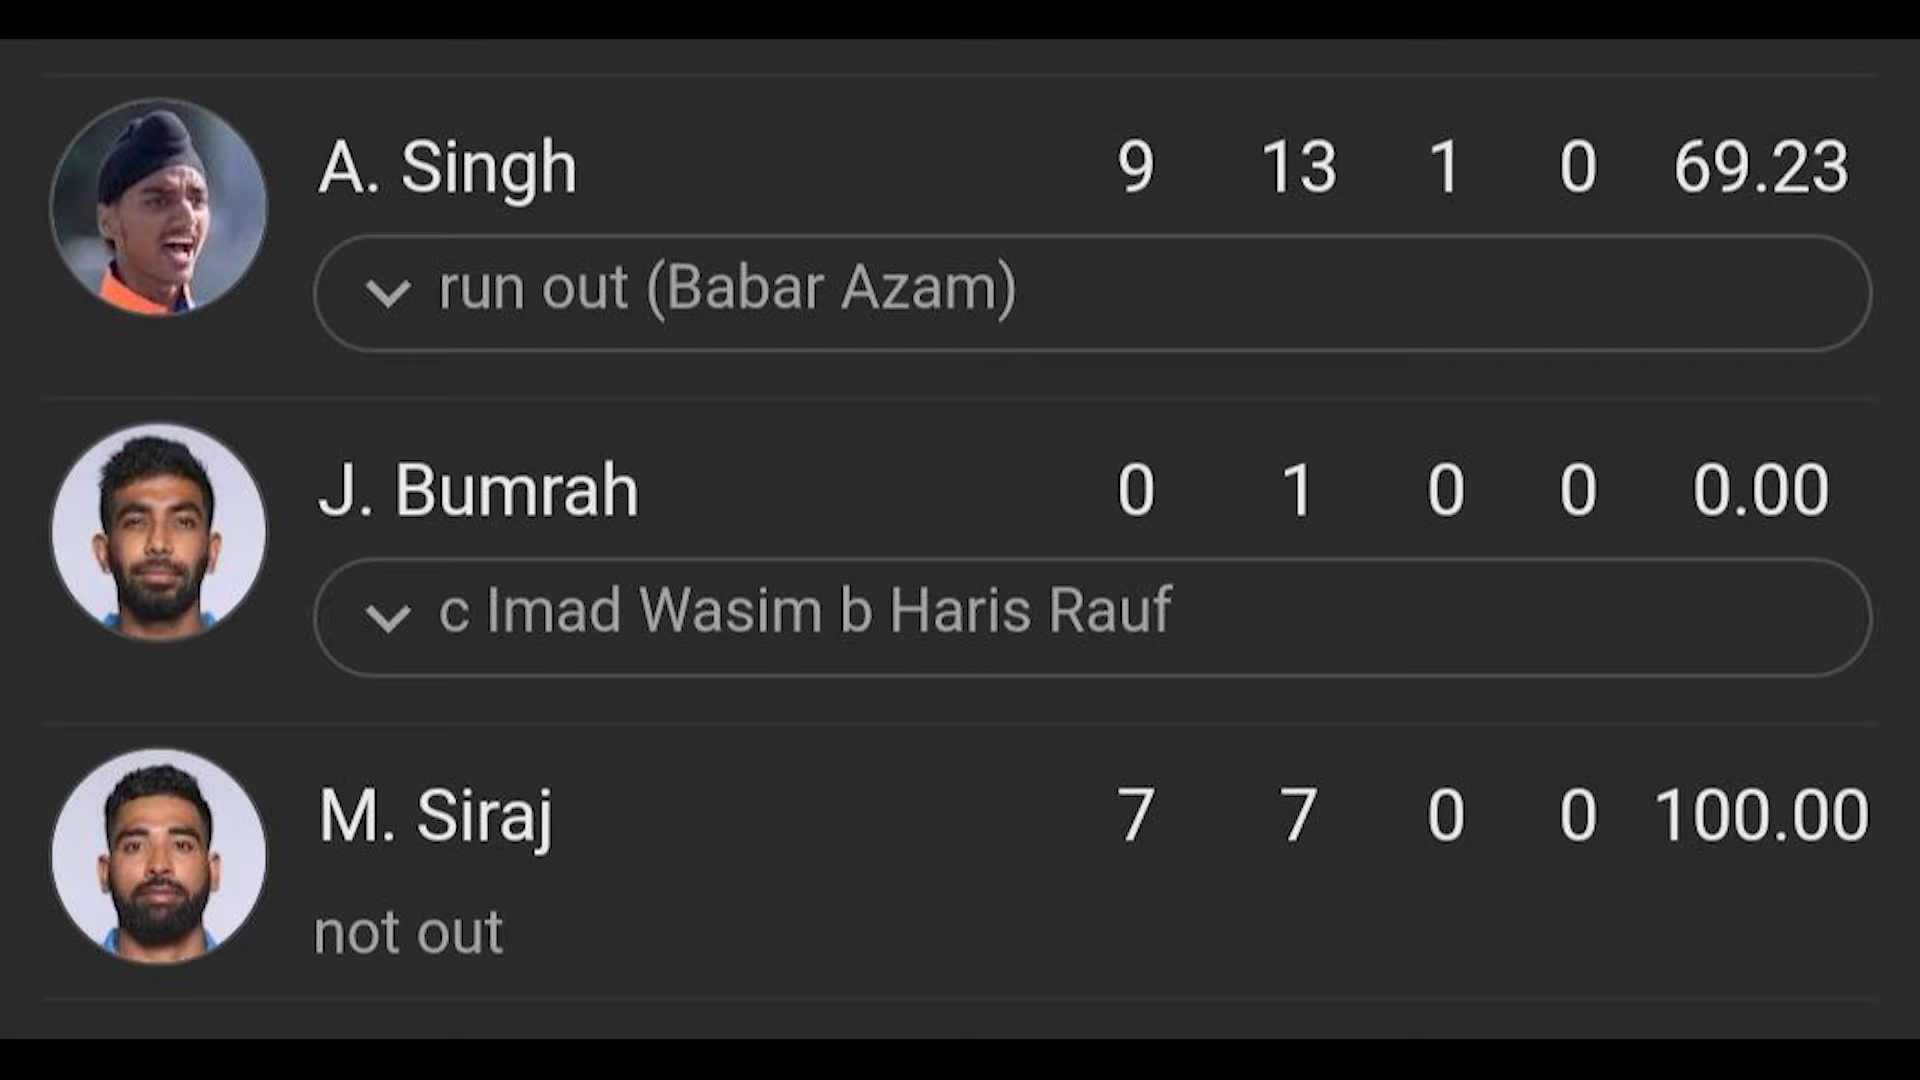 A. Singh 9 13 1 0 69.23
run out (Babar Azam)
J. Bumrah 0 1 0 0 0.00
c Imad Wasim b Haris Rauf
M. Siraj 7 7 0 0 100.00
not out